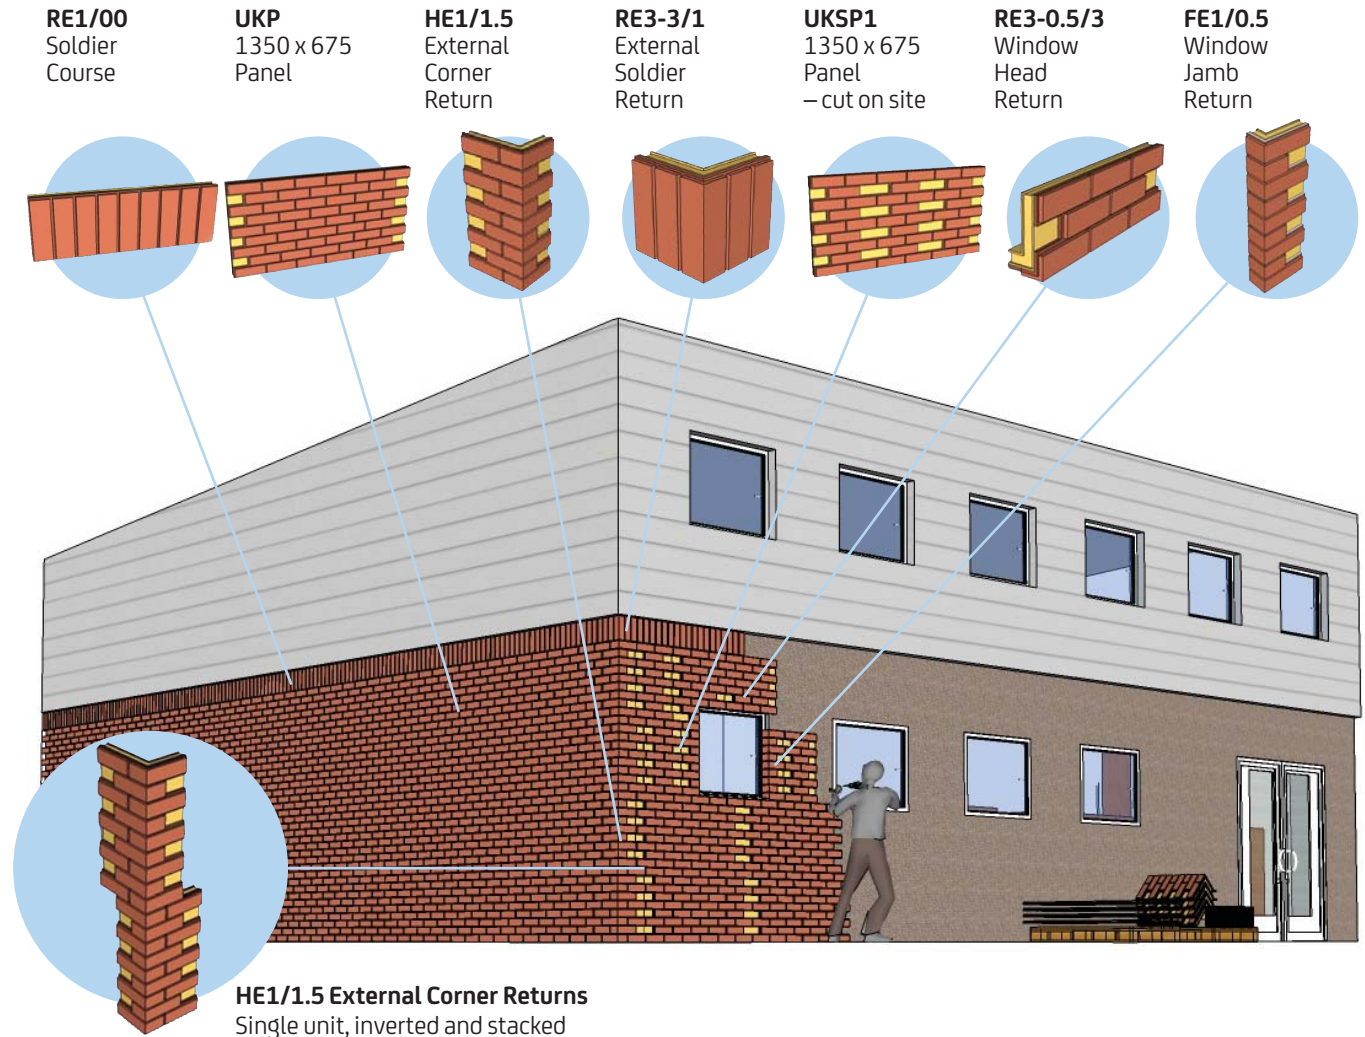 RE1/00
Soldier
Course
UKP
1350 x 675
Panel
HE1/1.5
External
Corner
Return
RE3-3/1
External
Soldier
Return
UKSP1
1350 x 675
Panel
– cut on site
RE3-0.5/3
Window
Head
Return
FE1/0.5
Window
Jamb
Return
HE1/1.5 External Corner Returns
Single unit, inverted and stacked